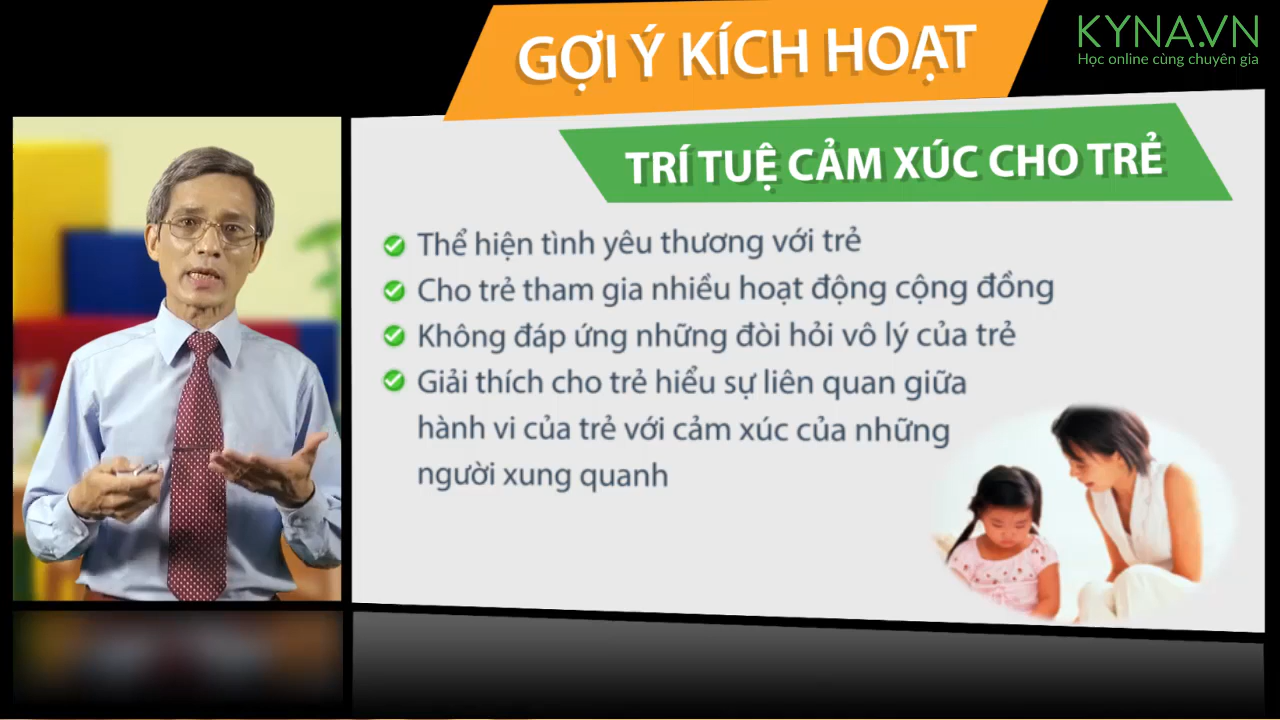 GỢI Ý KÍCH HOẠT
KYNA.VN
Học online cùng chuyên gia
TRÍ TUỆ CẢM XÚC CHO TRẺ
Thể hiện tình yêu thương với trẻ
Cho trẻ tham gia nhiều hoạt động cộng đồng
Không đáp ứng những đòi hỏi vô lý của trẻ
Giải thích cho trẻ hiểu sự liên quan giữa
hành vi của trẻ với cảm xúc của những
người xung quanh